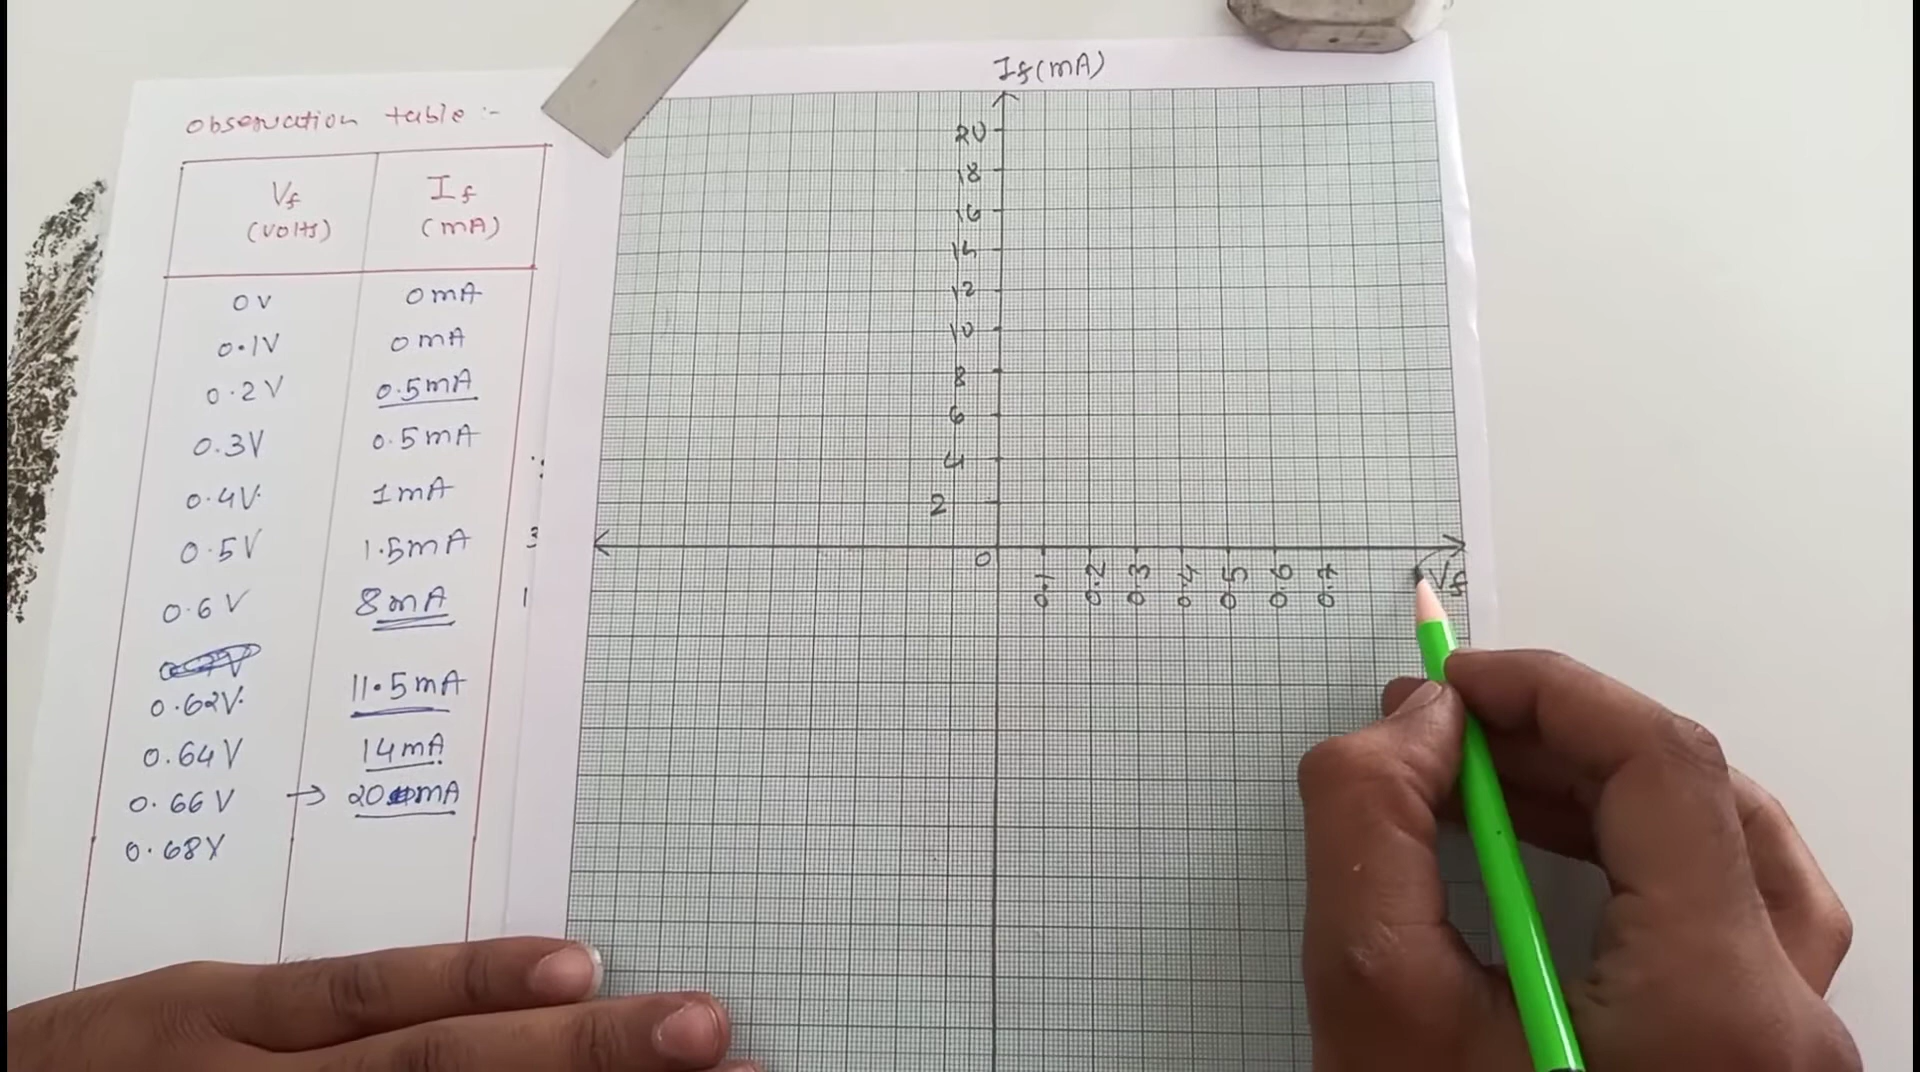 observation table :-
Vf If
(volts) (mA)
0V 0mA
0.1V 0mA
0.2V 0.5mA
0.3V 0.5mA
0.4V. 1mA
0.5V 1.5mA
0.6V 8mA
0.62V. 11.5mA
0.64V 14mA.
0.66V → 20mA
0.68V
If(mA)
20
18
16
14
12
10
8
6
4
2
0 0.1 0.2 0.3 0.4 0.5 0.6 0.7 Vf